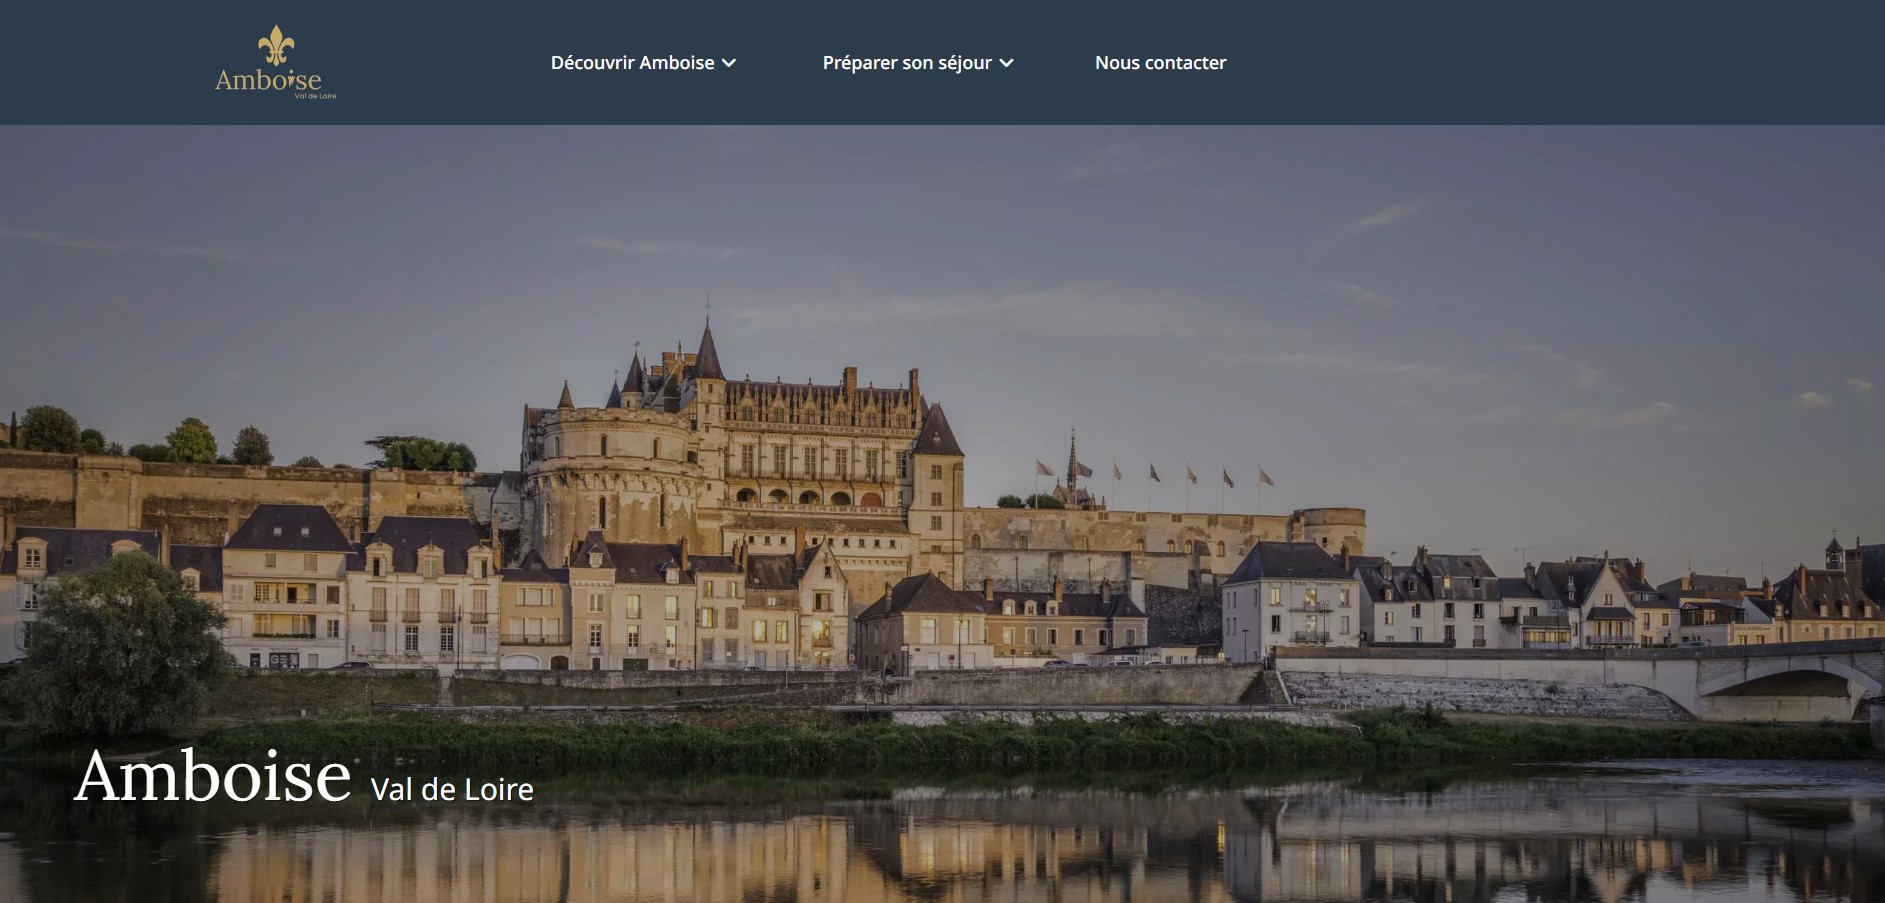 Amboise
Val de Loire
Découvrir Amboise
Préparer son séjour
Nous contacter
Amboise Val de Loire